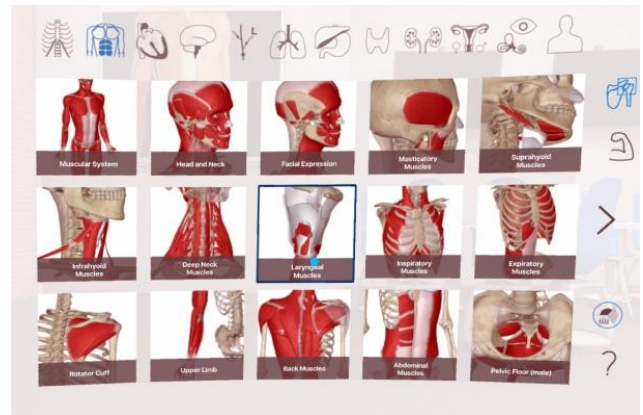 Muscular System
Head and Neck
Facial Expression
Masticatory
Muscles
Suprahyoid
Muscles
Infrahyoid
Muscles
Deep Neck
Muscles
Laryngeal
Muscles
Inspiratory
Muscles
Expiratory
Muscles
Rotator Cuff
Upper Limb
Back Muscles
Abdominal
Muscles
Pelvic Floor (male)
?